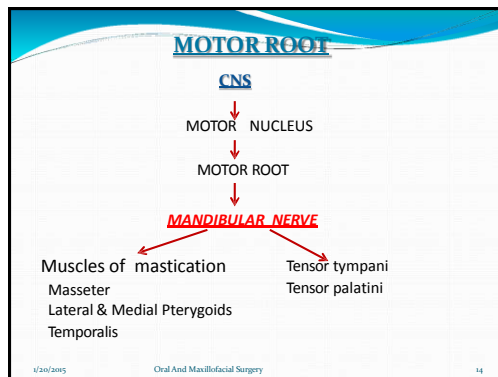 MOTOR ROOT
CNS
MOTOR NUCLEUS
MOTOR ROOT
MANDIBULAR NERVE
Muscles of mastication
Masseter
Lateral & Medial Pterygoids
Temporalis
Tensor tympani
Tensor palatini
1/20/2015 Oral And Maxillofacial Surgery 14